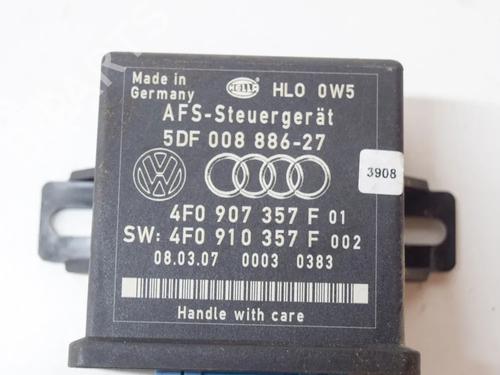 Made in
Germany
HELLA
HLO 0W5
AFS-Steuergerät
5DF 008 886-27
3908
4F0 907 357 F 01
SW: 4F0 910 357 F 002
08.03.07 0003 0383
Handle with care